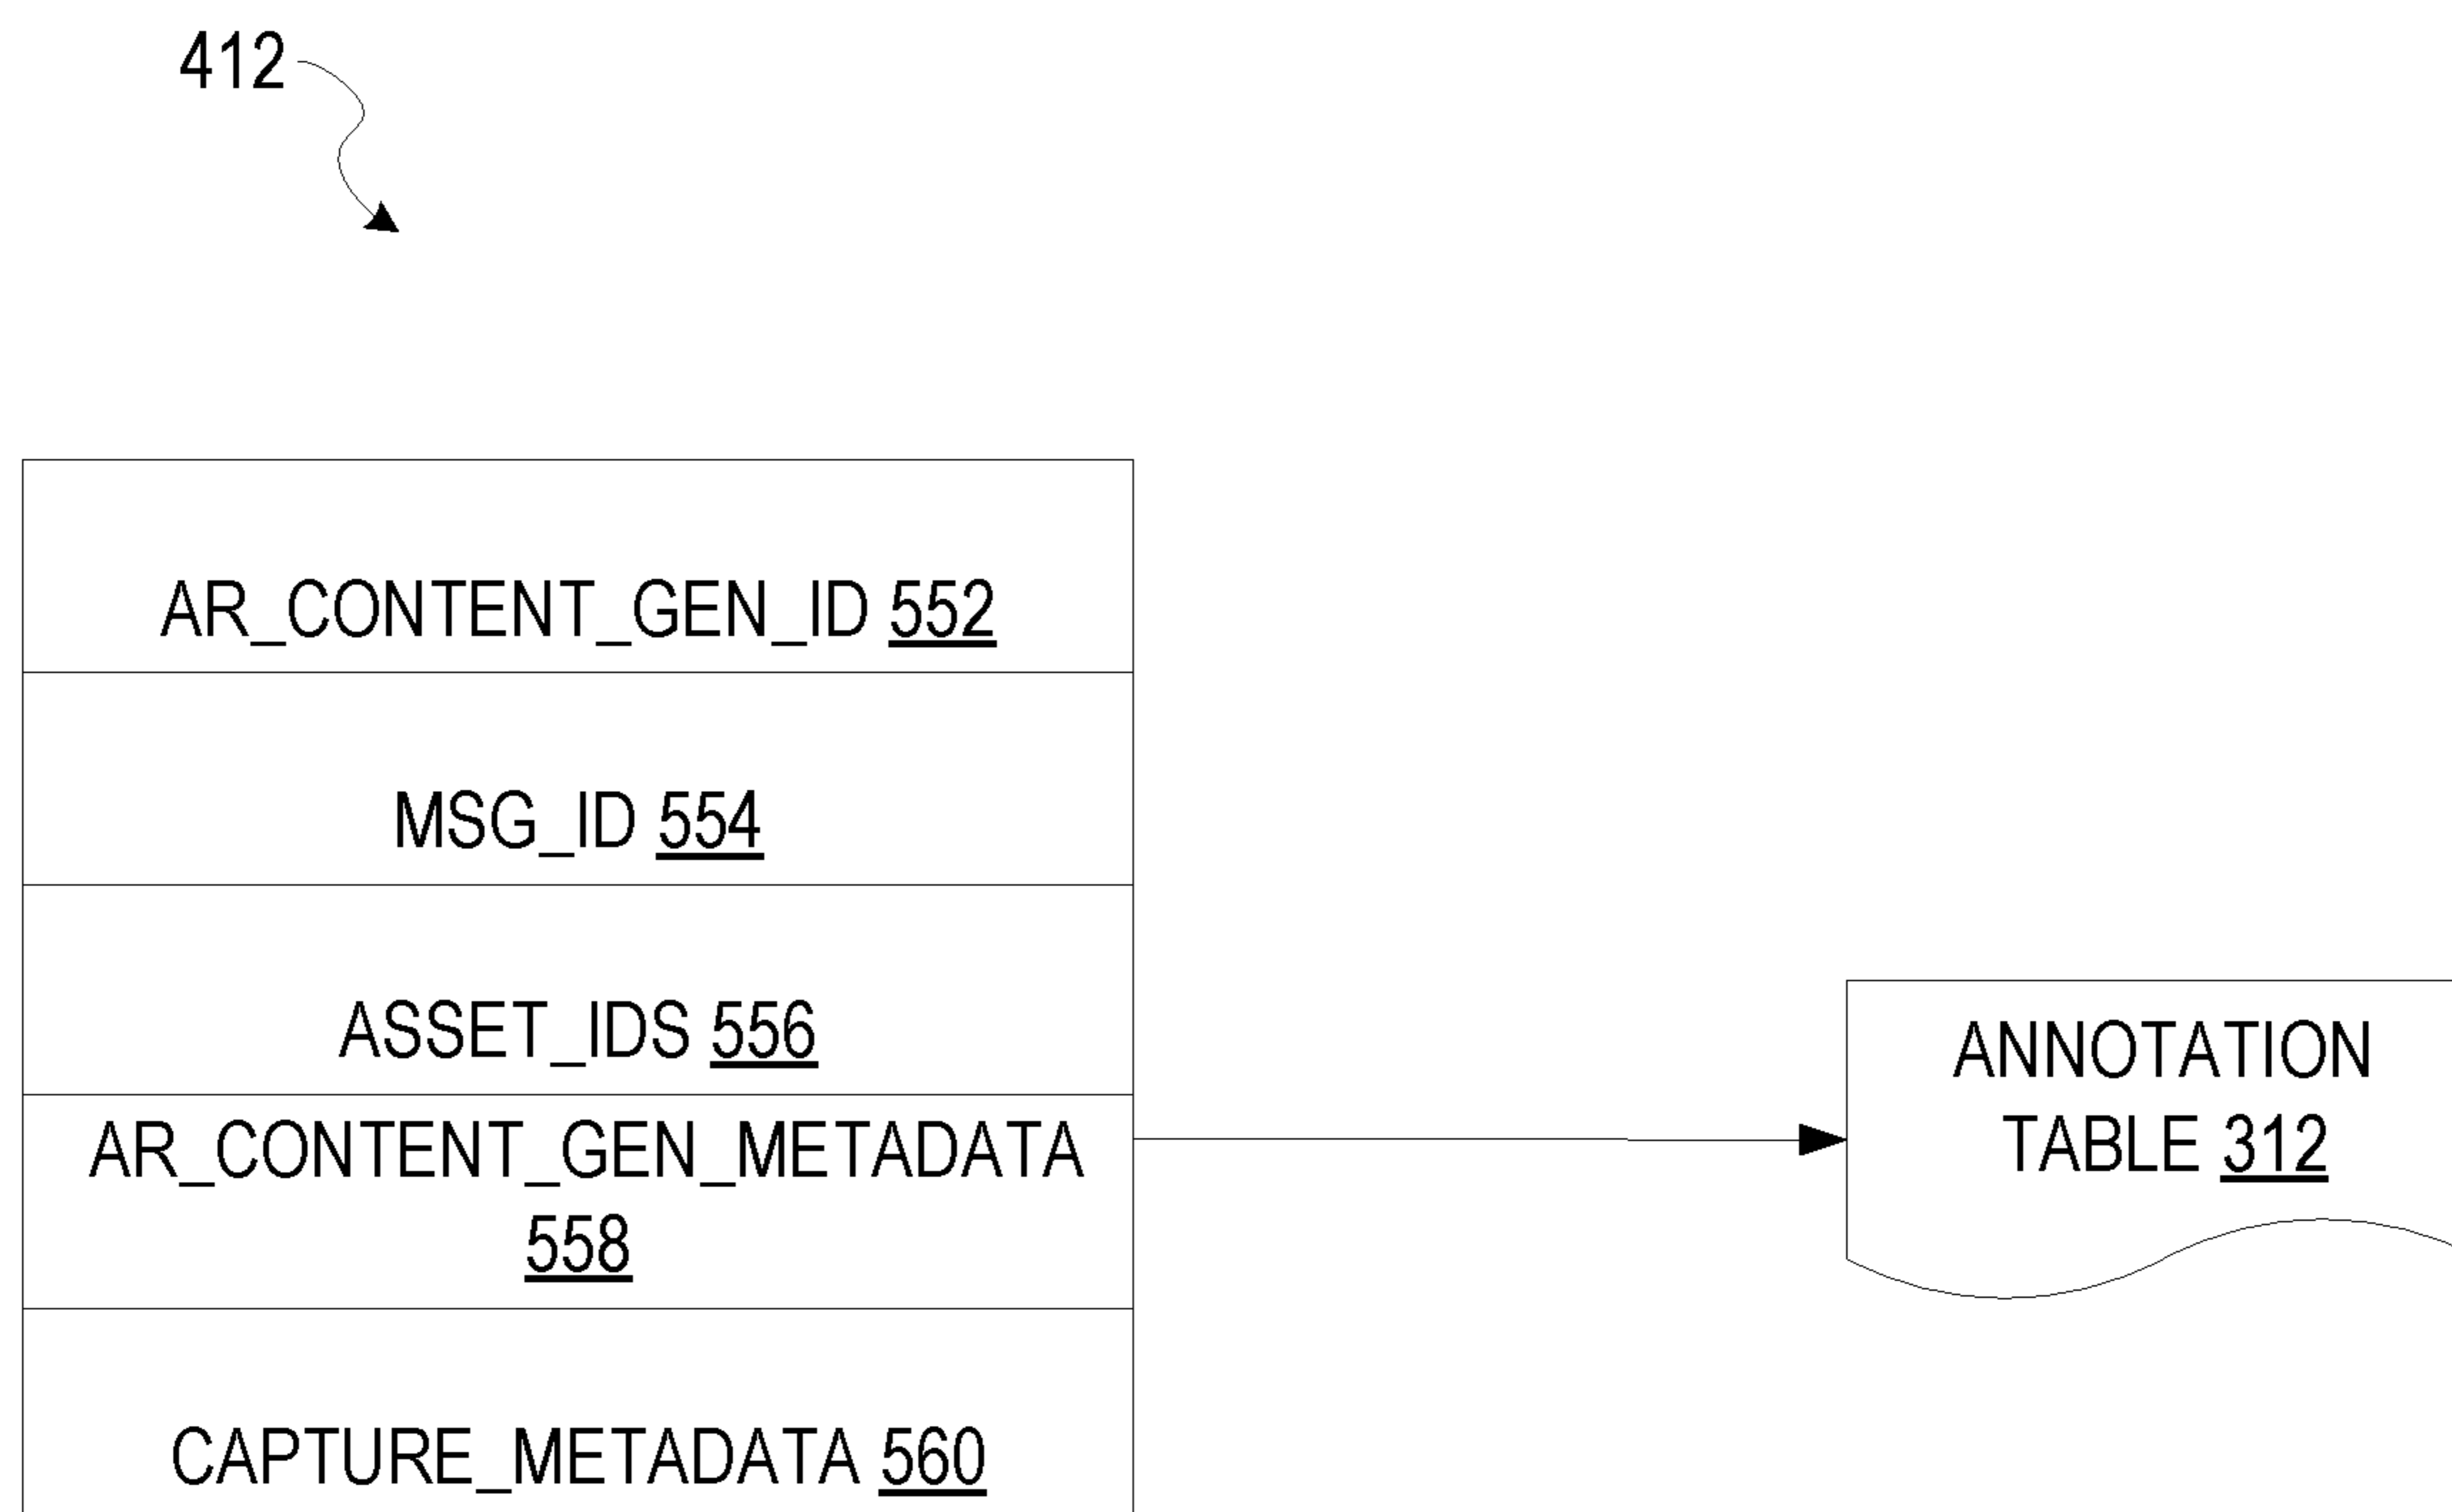 412
AR_CONTENT_GEN_ID 552
MSG_ID 554
ASSET_IDS 556
AR_CONTENT_GEN_METADATA
558
CAPTURE_METADATA 560
ANNOTATION
TABLE 312